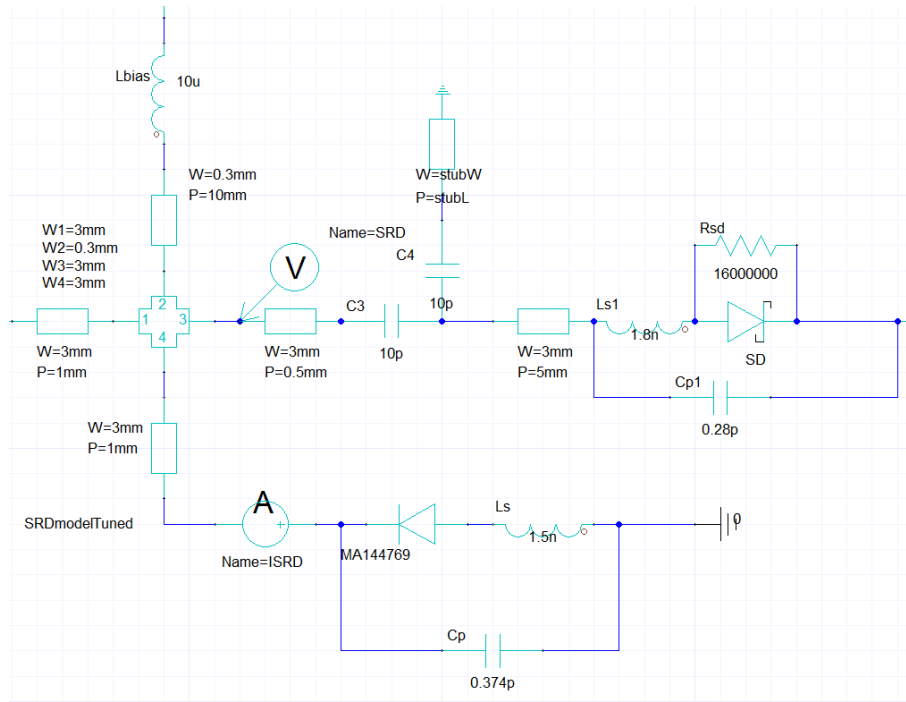 Lbias
10u
W=0.3mm
P=10mm
W=stubW
P=stubL
W1=3mm
W2=0.3mm
W3=3mm
W4=3mm
Name=SRD
V
C4
Rsd
16000000
2
1
3
4
C3
10p
Ls1
1.8n
W=3mm
P=1mm
W=3mm
P=0.5mm
10p
W=3mm
P=5mm
SD
Cp1
0.28p
W=3mm
P=1mm
SRDmodelTuned
A
+
Name=ISRD
MA144769
Ls
1.5n
0
Cp
0.374p